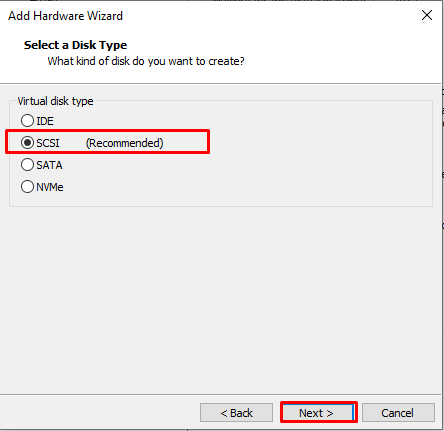 Add Hardware Wizard
Select a Disk Type
What kind of disk do you want to create?
Virtual disk type
IDE
SCSI (Recommended)
SATA
NVMe
< Back Next > Cancel